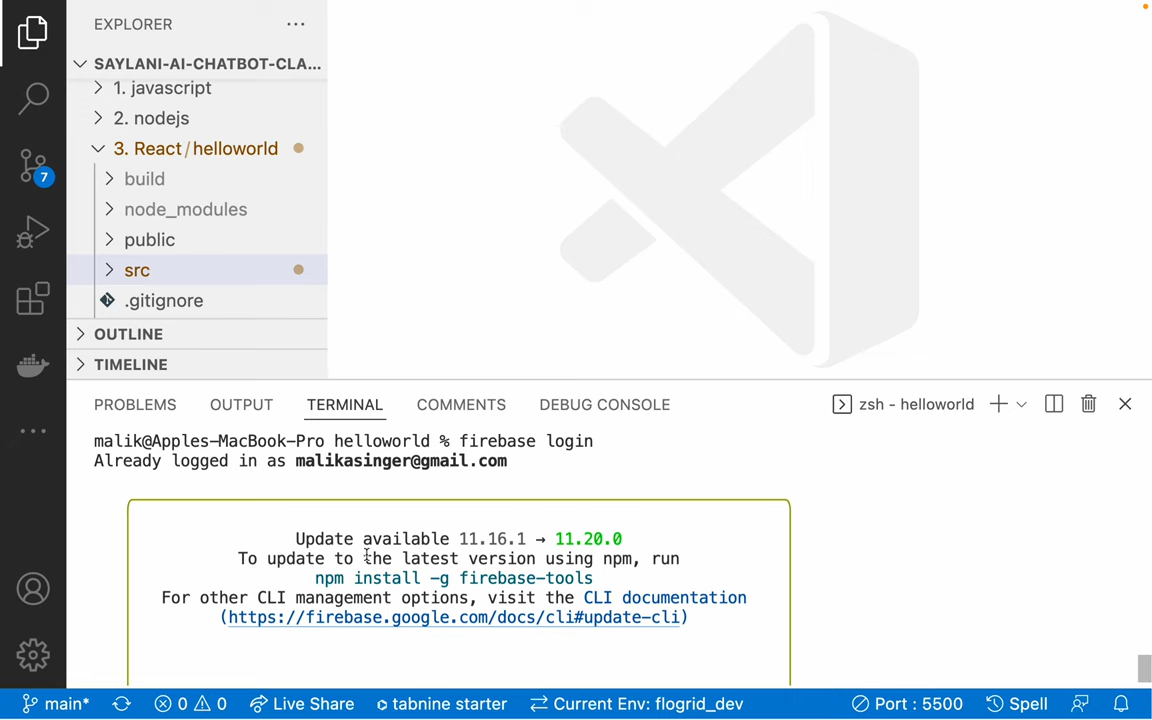 EXPLORER
SAYLANI-AI-CHATBOT-CLA...
1. javascript
2. nodejs
3. React/helloworld
build
node_modules
public
src
.gitignore
OUTLINE
TIMELINE
7
PROBLEMS OUTPUT TERMINAL COMMENTS DEBUG CONSOLE zsh - helloworld
malik@Apples-MacBook-Pro helloworld % firebase login
Already logged in as malikasinger@gmail.com
Update available 11.16.1 → 11.20.0
To update to the latest version using npm, run
npm install -g firebase-tools
For other CLI management options, visit the CLI documentation
(https://firebase.google.com/docs/cli#update-cli)
main* 0 0 Live Share tabnine starter Current Env: flogrid_dev Port : 5500 Spell